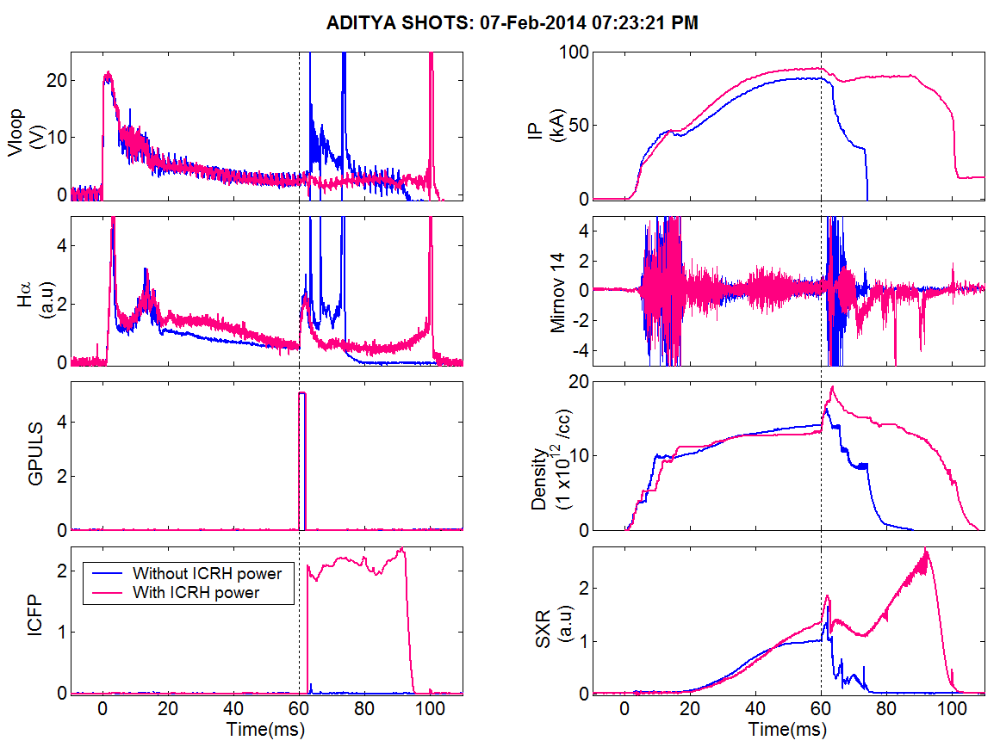 ADITYA SHOTS: 07-Feb-2014 07:23:21 PM
Vloop
(V)
20
10
0
IP
(kA)
100
50
0
Hα
(a.u)
4
2
0
Mirnov 14
4
2
0
-2
-4
GPULS
4
2
0
Density
(1 x10^12 /cc)
20
10
0
ICFP
2
1
0
Without ICRH power
With ICRH power
0 20 40 60 80 100
Time(ms)
SXR
(a.u)
2
1
0
0 20 40 60 80 100
Time(ms)